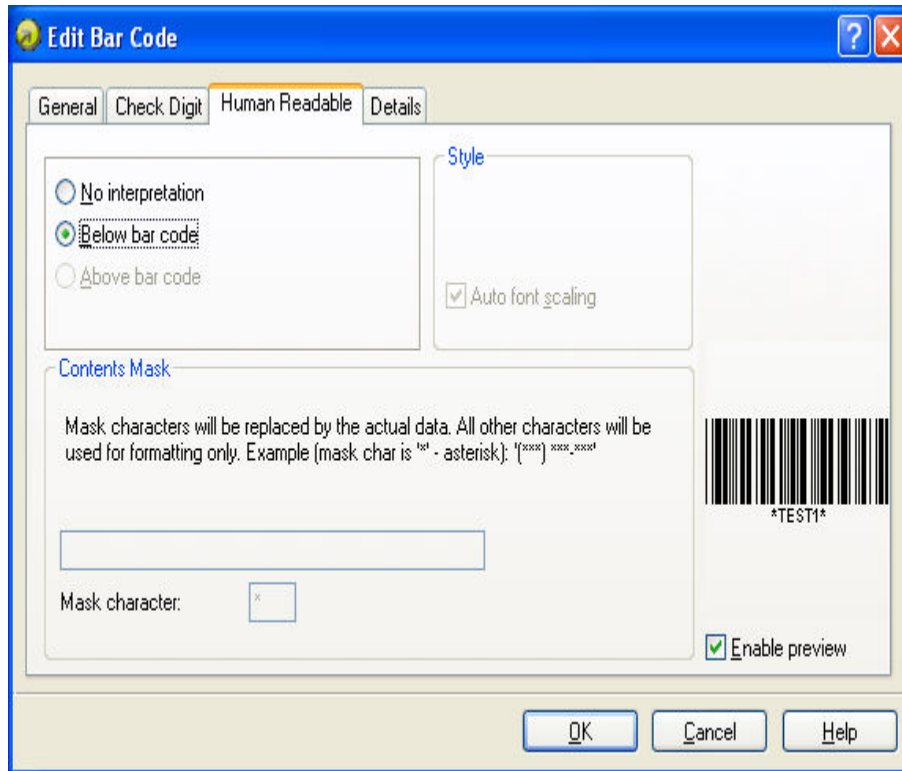 Edit Bar Code
?
X
General
Check Digit
Human Readable
Details
No interpretation
Below bar code
Above bar code
Style
Auto font scaling
Contents Mask
Mask characters will be replaced by the actual data. All other characters will be
used for formatting only. Example (mask char is '*' - asterisk): '(***) ***-***'
Mask character:
*
*TEST1*
Enable preview
OK
Cancel
Help